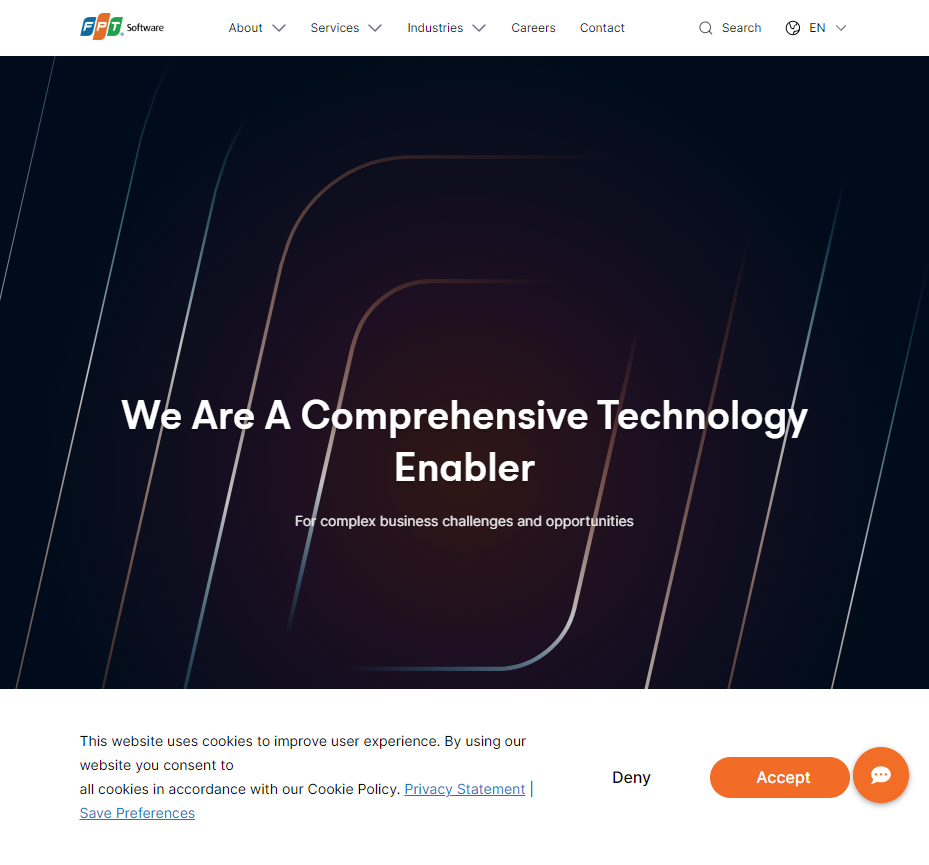 FPT Software
About
Services
Industries
Careers
Contact
Search
EN
We Are A Comprehensive Technology
Enabler
For complex business challenges and opportunities
This website uses cookies to improve user experience. By using our
website you consent to
all cookies in accordance with our Cookie Policy. Privacy Statement |
Save Preferences
Deny
Accept